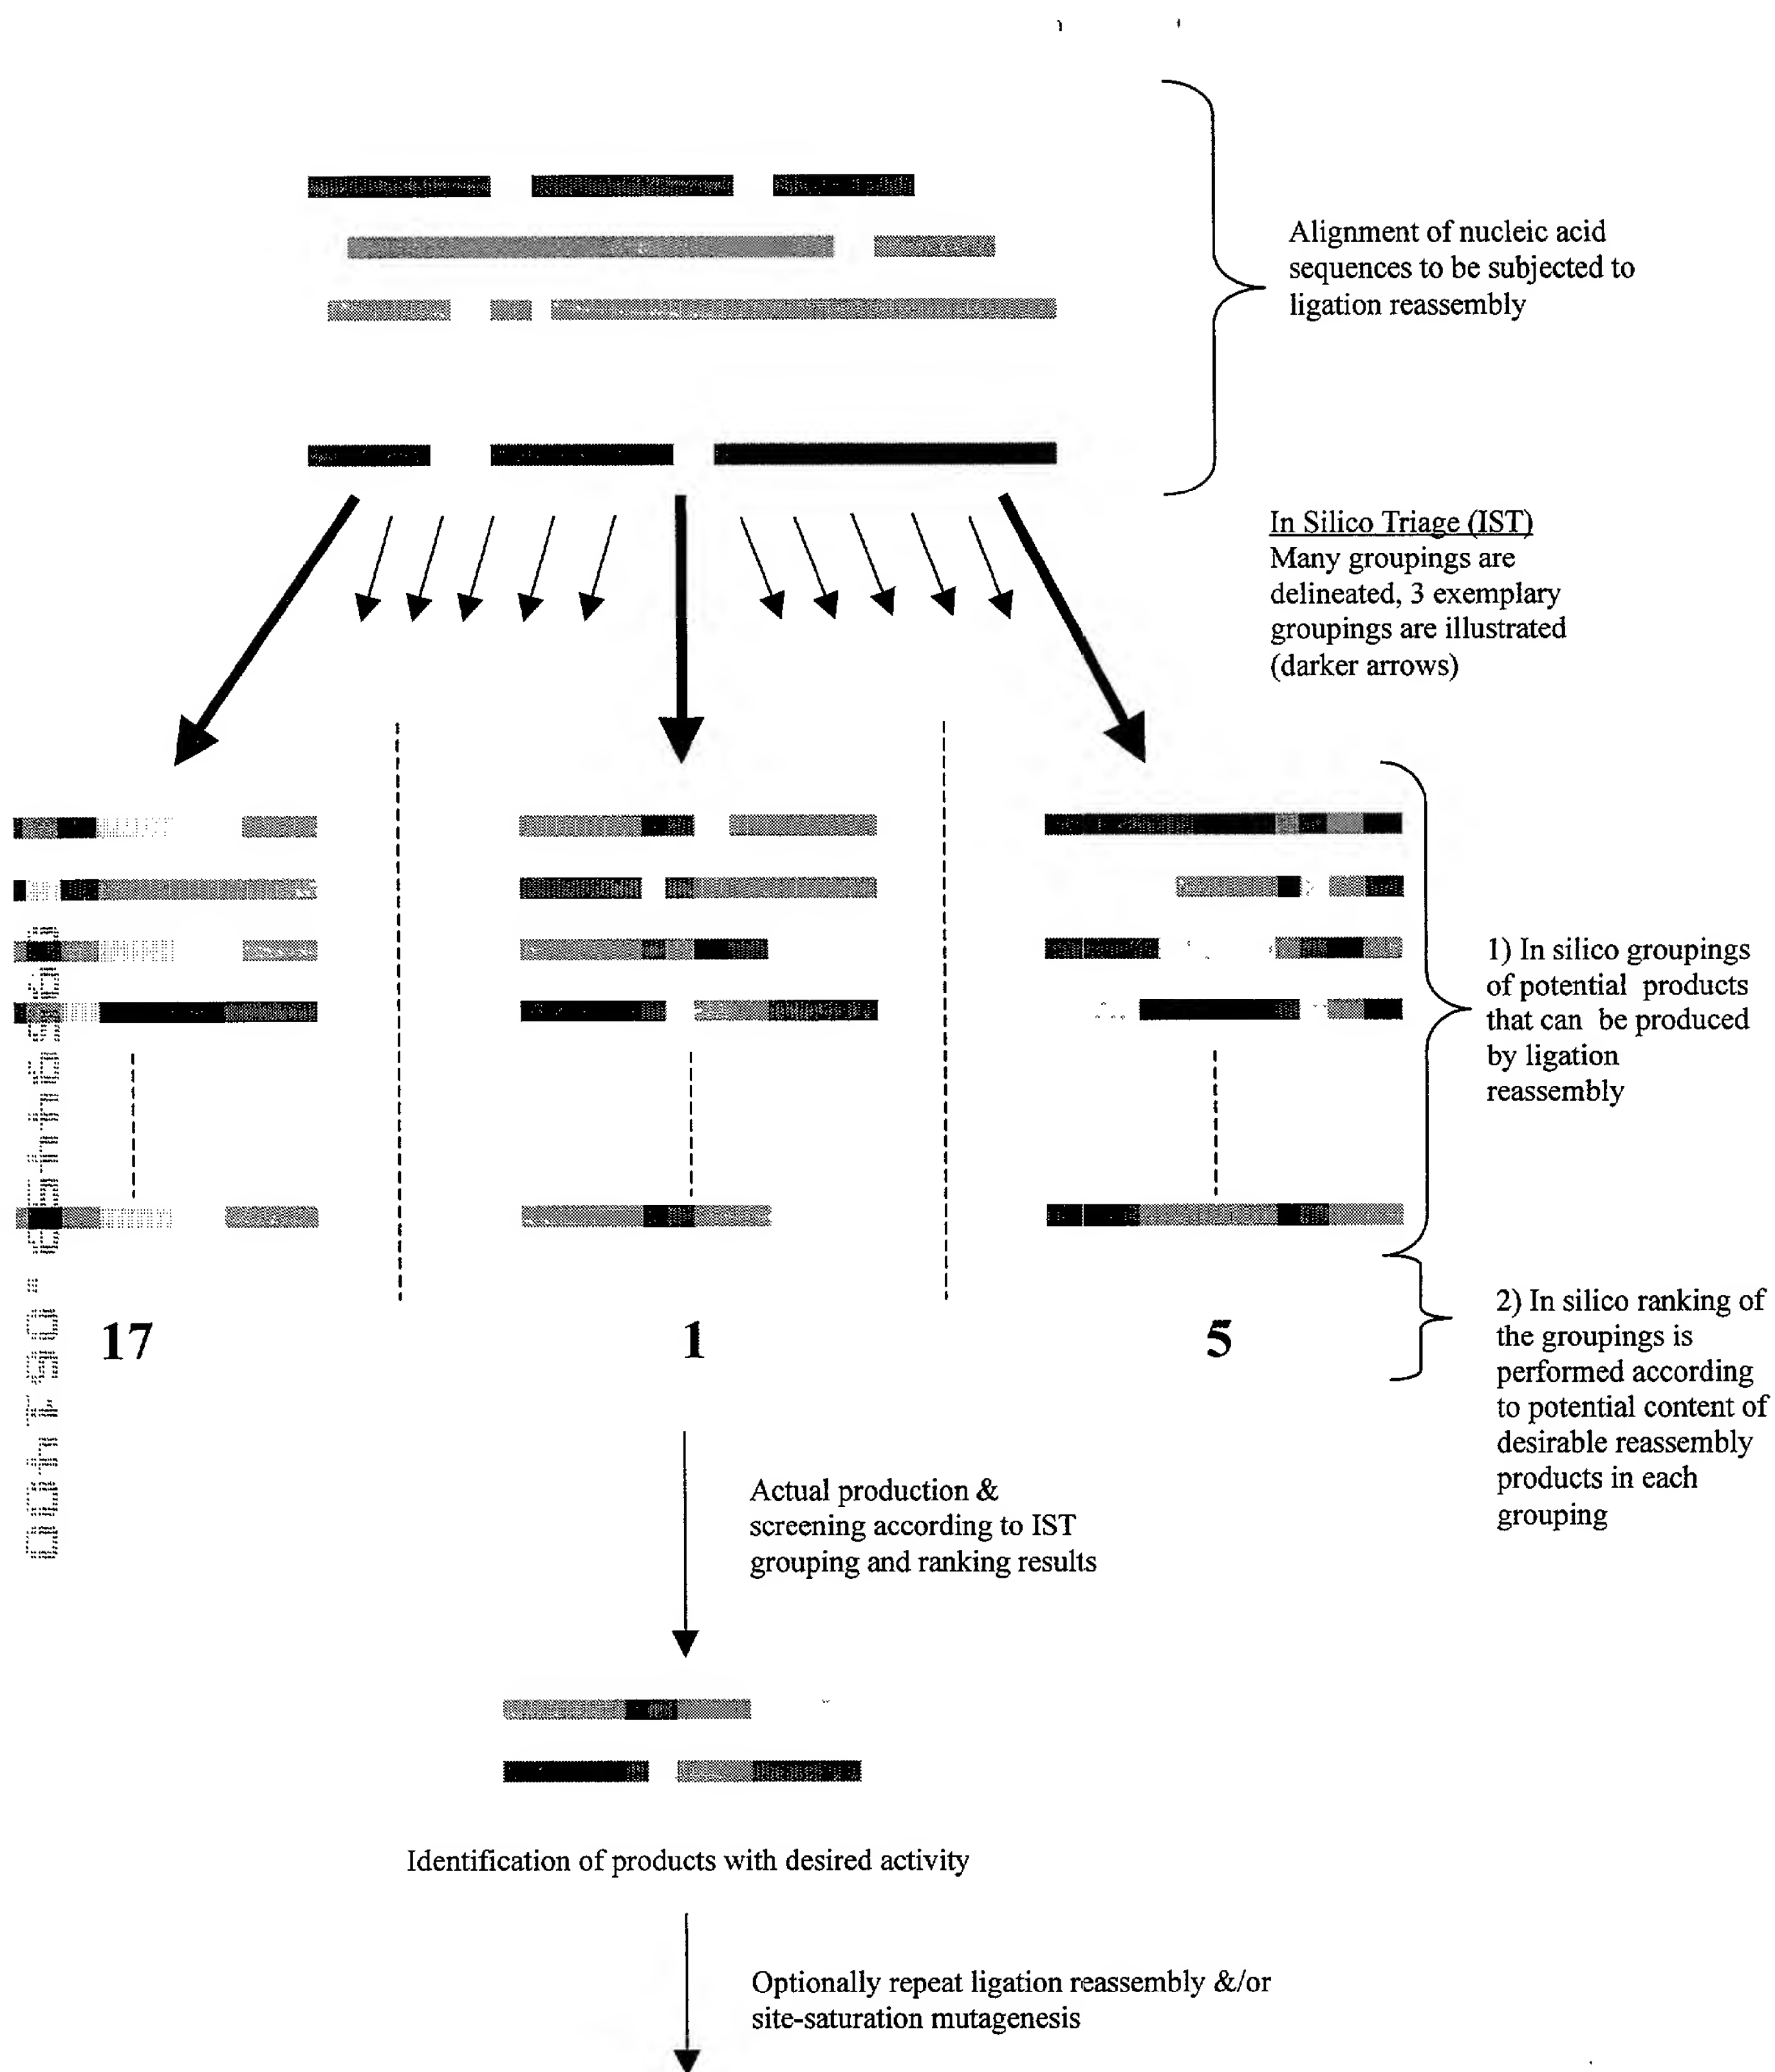 Alignment of nucleic acid
sequences to be subjected to
ligation reassembly
In Silico Triage (IST)
Many groupings are
delineated, 3 exemplary
groupings are illustrated
(darker arrows)
1) In silico groupings
of potential products
that can be produced
by ligation
reassembly
17
1
5
2) In silico ranking of
the groupings is
performed according
to potential content of
desirable reassembly
products in each
grouping
Actual production &
screening according to IST
grouping and ranking results
Identification of products with desired activity
Optionally repeat ligation reassembly &/or
site-saturation mutagenesis